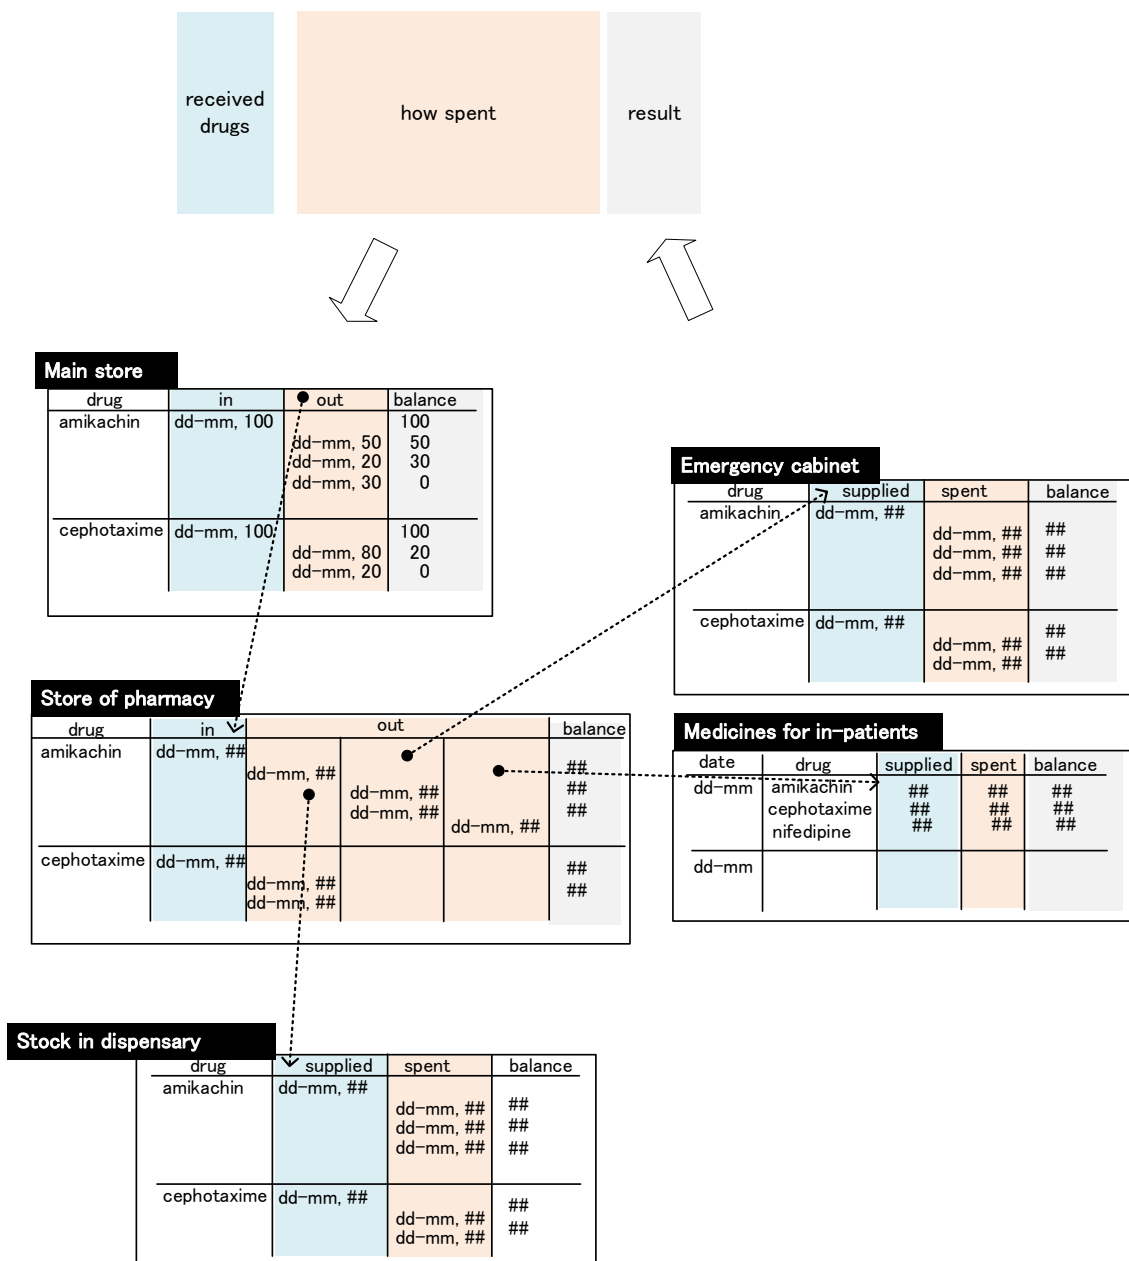 received
drugs
how spent
result
Main store
drug in out balance
amikachin dd-mm, 100 100
dd-mm, 50 50
dd-mm, 20 30
dd-mm, 30 0
cephotaxime dd-mm, 100 100
dd-mm, 80 20
dd-mm, 20 0
Emergency cabinet
drug supplied spent balance
amikachin dd-mm, ##
dd-mm, ## ##
dd-mm, ## ##
dd-mm, ## ##
cephotaxime dd-mm, ##
dd-mm, ## ##
dd-mm, ## ##
Store of pharmacy
drug in out balance
amikachin dd-mm, ##
dd-mm, ## ##
dd-mm, ## ##
dd-mm, ## ##
dd-mm, ##
cephotaxime dd-mm, ##
dd-mm, ## ##
dd-mm, ## ##
Medicines for in-patients
date drug supplied spent balance
dd-mm amikachin ## ## ##
cephotaxime ## ## ##
nifedipine ## ## ##
dd-mm
Stock in dispensary
drug supplied spent balance
amikachin dd-mm, ##
dd-mm, ## ##
dd-mm, ## ##
dd-mm, ## ##
cephotaxime dd-mm, ##
dd-mm, ## ##
dd-mm, ## ##